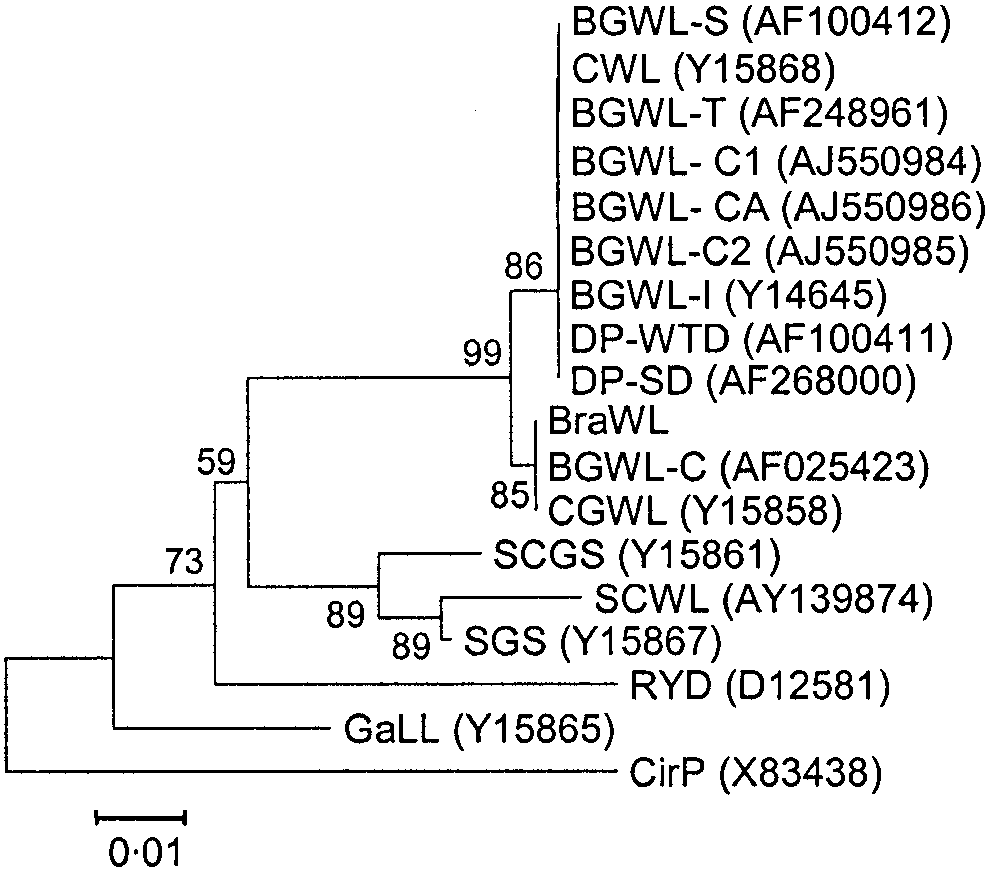 BGWL-S (AF100412)
CWL (Y15868)
BGWL-T (AF248961)
BGWL- C1 (AJ550984)
BGWL- CA (AJ550986)
BGWL-C2 (AJ550985)
86
BGWL-I (Y14645)
DP-WTD (AF100411)
99
DP-SD (AF268000)
BraWL
59
BGWL-C (AF025423)
85
CGWL (Y15858)
73
SCGS (Y15861)
89
SCWL (AY139874)
89
SGS (Y15867)
RYD (D12581)
GaLL (Y15865)
CirP (X83438)
0·01